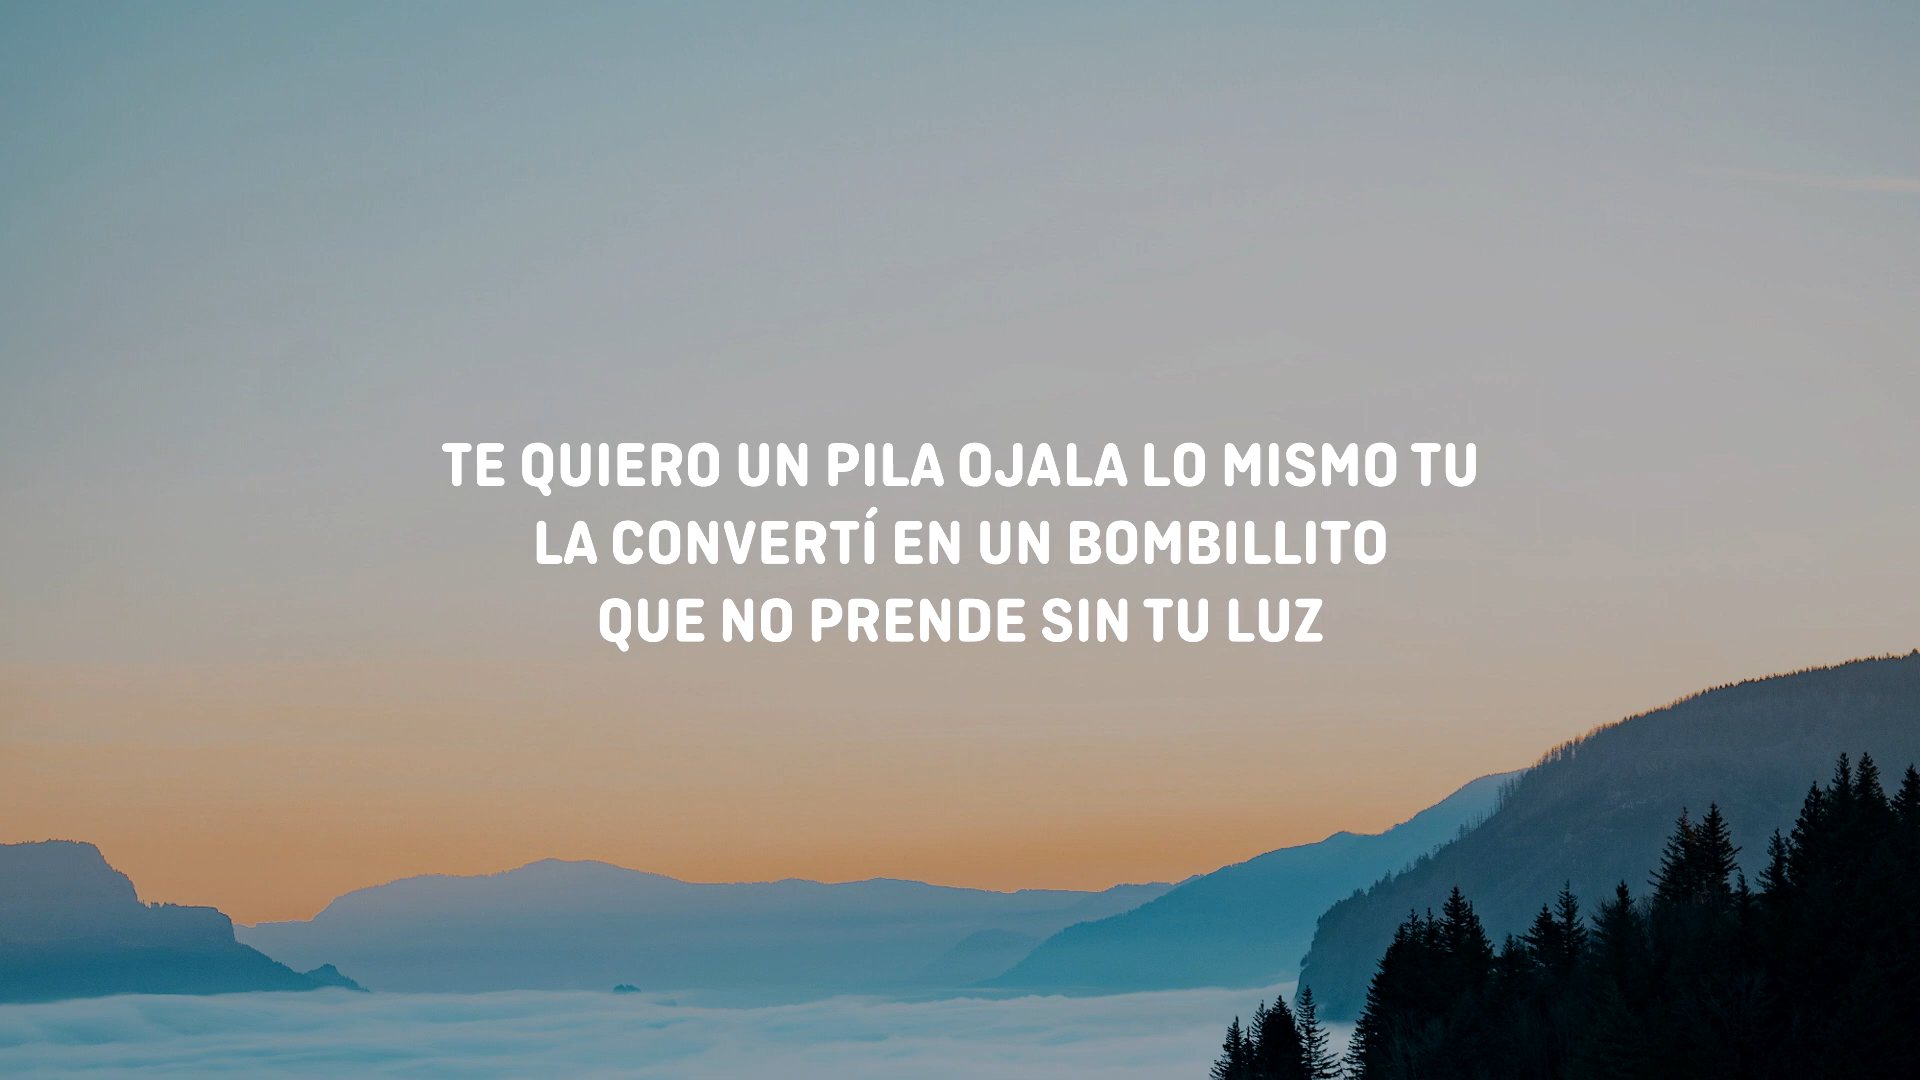 TE QUIERO UN PILA OJALA LO MISMO TU
LA CONVERTÍ EN UN BOMBILLITO
QUE NO PRENDE SIN TU LUZ